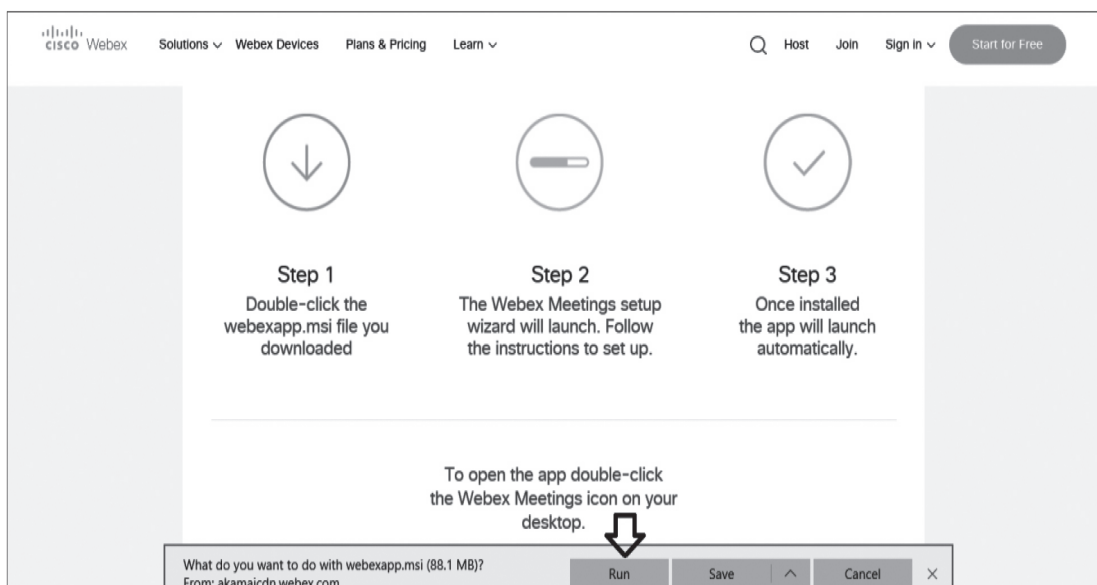 cisco Webex
Solutions Webex Devices Plans & Pricing Learn Host Join Sign in Start for Free
Step 1
Double-click the
webexapp.msi file you
downloaded
Step 2
The Webex Meetings setup
wizard will launch. Follow
the instructions to set up.
Step 3
Once installed
the app will launch
automatically.
To open the app double-click
the Webex Meetings icon on your
desktop.
What do you want to do with webexapp.msi (88.1 MB)?
From: akamaicdn.webex.com
Run Save Cancel